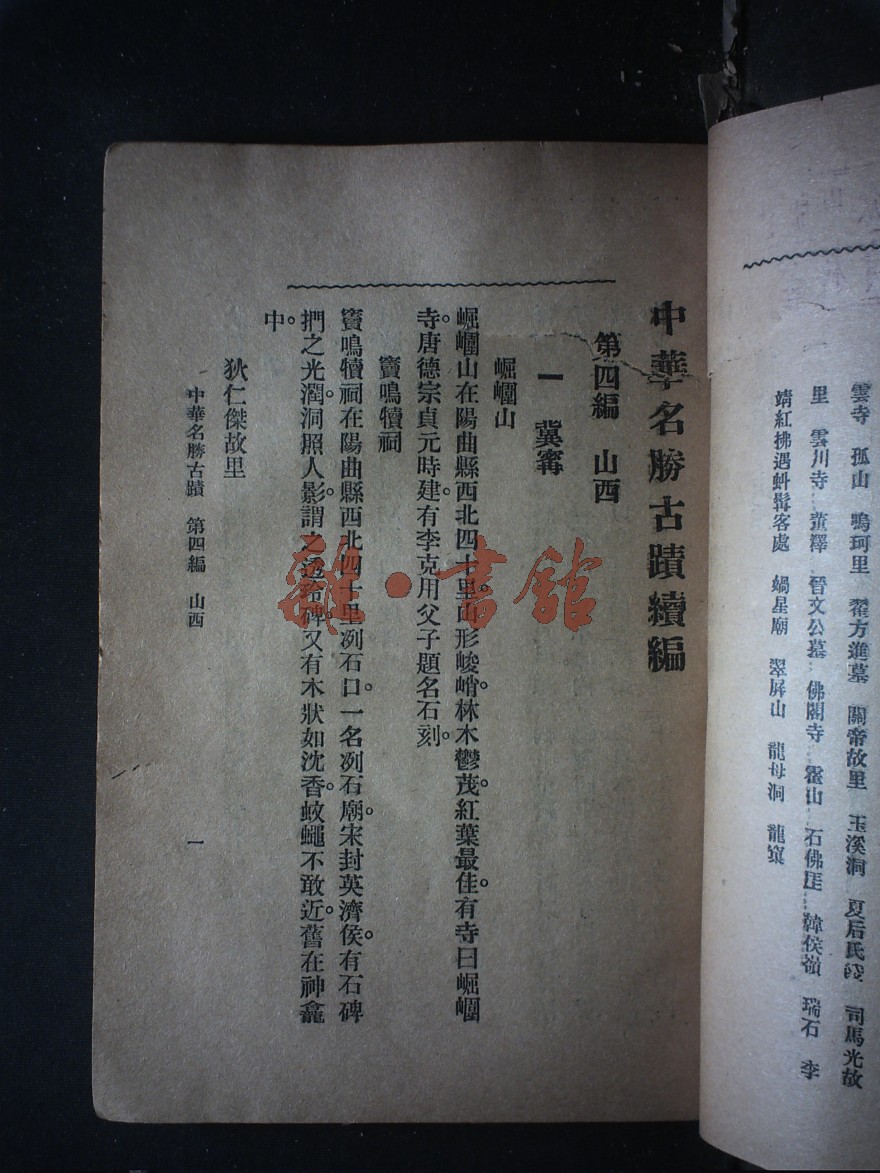 雲寺　孤山　鳴珂里　翟方進墓　關帝故里　玉溪洞　夏后氏陵　司馬光故
里　雲川寺　董澤　晉文公墓　佛閣寺　霍山　石佛崖　韓侯嶺　瑞石　李
靖紅拂遇虬髯客處　媧皇廟　翠屏山　龍母洞　龍窠
中華名勝古蹟續編
第四編　山西
一　冀寗
崛㠥山
崛㠥山在陽曲縣西北四十里。山形峻峭。林木鬱茂。紅葉最佳。有寺曰崛㠥
寺。唐德宗貞元時建。有李克用父子題名石刻。
竇鳴犢祠
竇鳴犢祠在陽曲縣西北四十里冽石口。一名冽石廟。宋封英濟侯。有石碑
捫之光潤。洞照人影。謂之透玲碑。又有木狀如沈香。蚊蠅不敢近。舊在神龕
中。
狄仁傑故里
中華名勝古蹟　第四編　山西
一
雜·書館